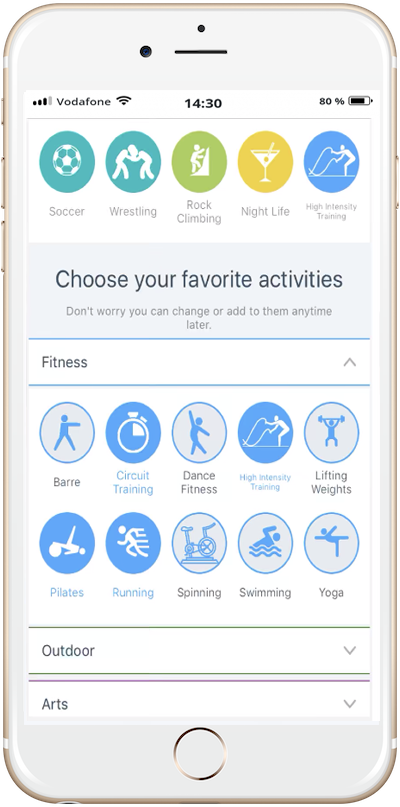 Vodafone 14:30 80 %
Soccer Wrestling Rock Climbing Night Life High Intensity Training
Choose your favorite activities
Don't worry you can change or add to them anytime
later.
Fitness
Barre Circuit Training Dance Fitness High Intensity Training Lifting Weights
Pilates Running Spinning Swimming Yoga
Outdoor
Arts